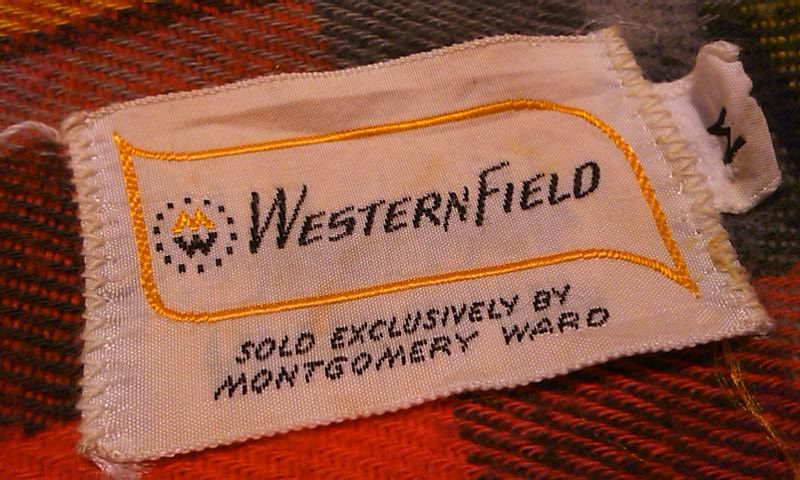 WESTERNFIELD
SOLD EXCLUSIVELY BY
MONTGOMERY WARD
M